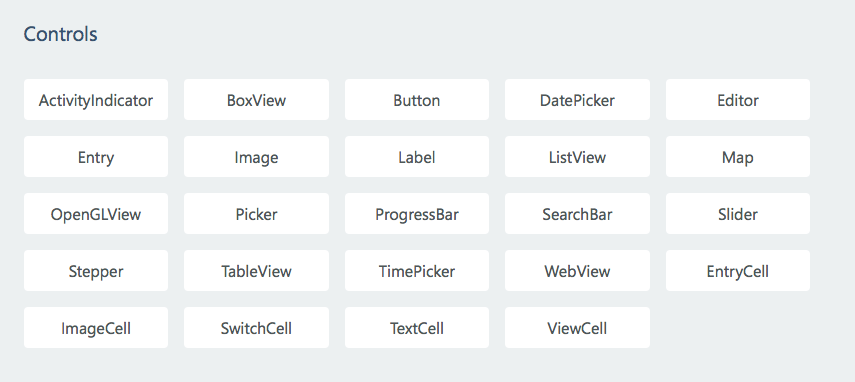 Controls
ActivityIndicator BoxView Button DatePicker Editor
Entry Image Label ListView Map
OpenGLView Picker ProgressBar SearchBar Slider
Stepper TableView TimePicker WebView EntryCell
ImageCell SwitchCell TextCell ViewCell